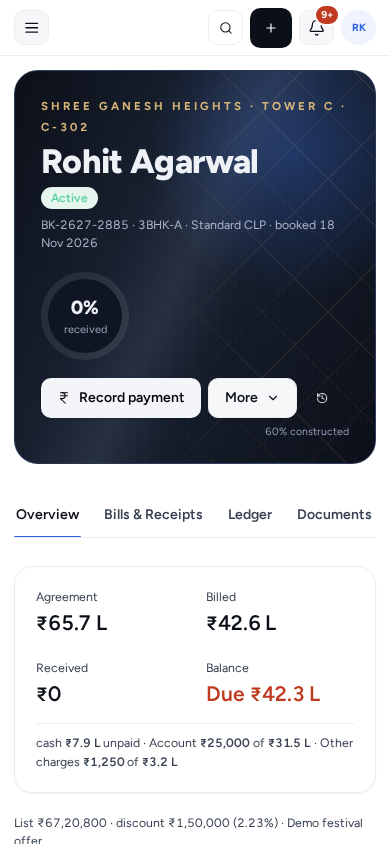 9+
RK
SHREE GANESH HEIGHTS · TOWER C ·
C-302
Rohit Agarwal
Active
BK-2627-2885 · 3BHK-A · Standard CLP · booked 18
Nov 2026
0%
received
₹ Record payment
More
60% constructed
Overview Bills & Receipts Ledger Documents
Agreement Billed
₹65.7 L ₹42.6 L
Received Balance
₹0 Due ₹42.3 L
cash ₹7.9 L unpaid · Account ₹25,000 of ₹31.5 L · Other
charges ₹1,250 of ₹3.2 L
List ₹67,20,800 · discount ₹1,50,000 (2.23%) · Demo festival
offer